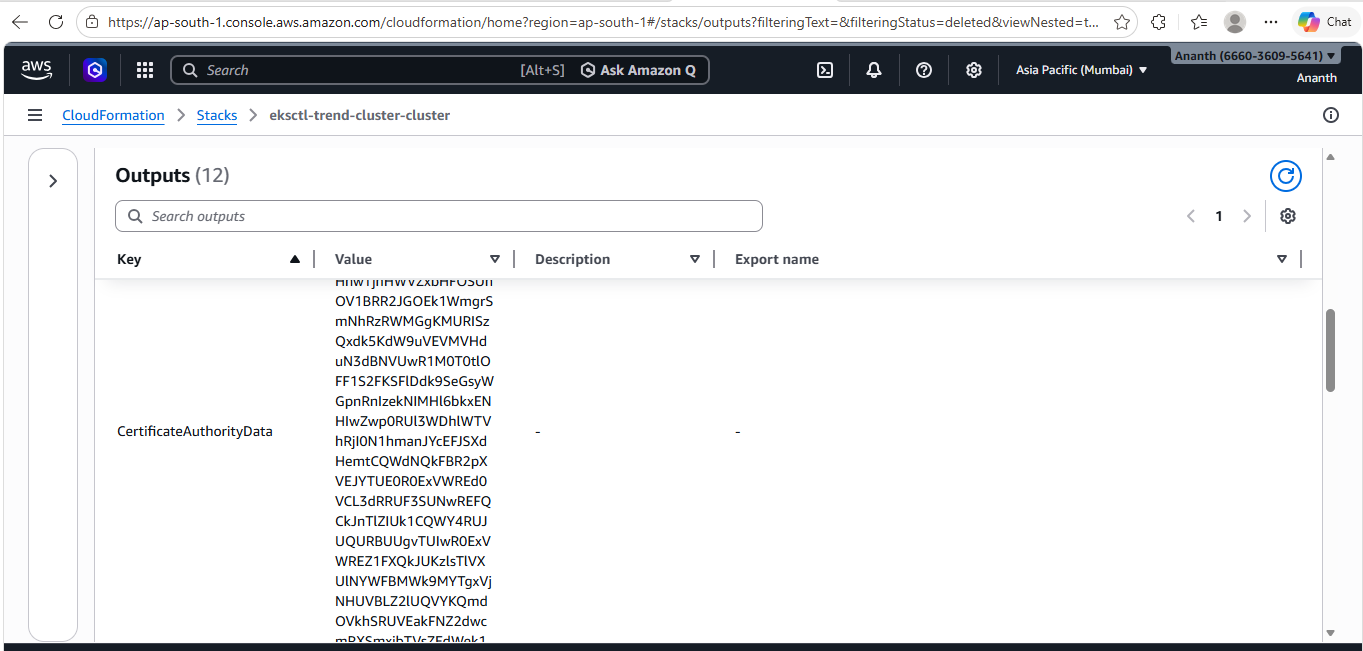 https://ap-south-1.console.aws.amazon.com/cloudformation/home?region=ap-south-1#/stacks/outputs?filteringText=&filteringStatus=deleted&viewNested=t...
Chat
aws
Search
[Alt+S]
Ask Amazon Q
Asia Pacific (Mumbai)
Ananth (6660-3609-5641)
Ananth
CloudFormation
Stacks
eksctl-trend-cluster-cluster
Outputs (12)
Search outputs
1
Key
Value
Description
Export name
OV1BRR2JGOEk1WmgrS
mNhRzRWMGgKMURISz
Qxdk5KdW9uVEVMVHd
uN3dBNVUwR1M0T0tlO
FF1S2FKSFlDdk9SeGsyW
GpnRnIzekNIMHl6bkxEN
HIwZwp0RUl3WDhlWTV
hRjI0N1hmanJYcEFJSXd
HemtCQWdNQkFBR2pX
VEJYTUE0R0ExVWREd0
VCL3dRRUF3SUNwREFQ
CkJnTlZIUk1CQWY4RUJ
UQURBUUgvTUIwR0ExV
WREZ1FXQkJUKzlsTlVX
UlNYWFBMWk9MYTgxVj
NHUVBLZ2lUQVYKQmd
OVkhSRUVEakFNZ2dwc
CertificateAuthorityData
-
-